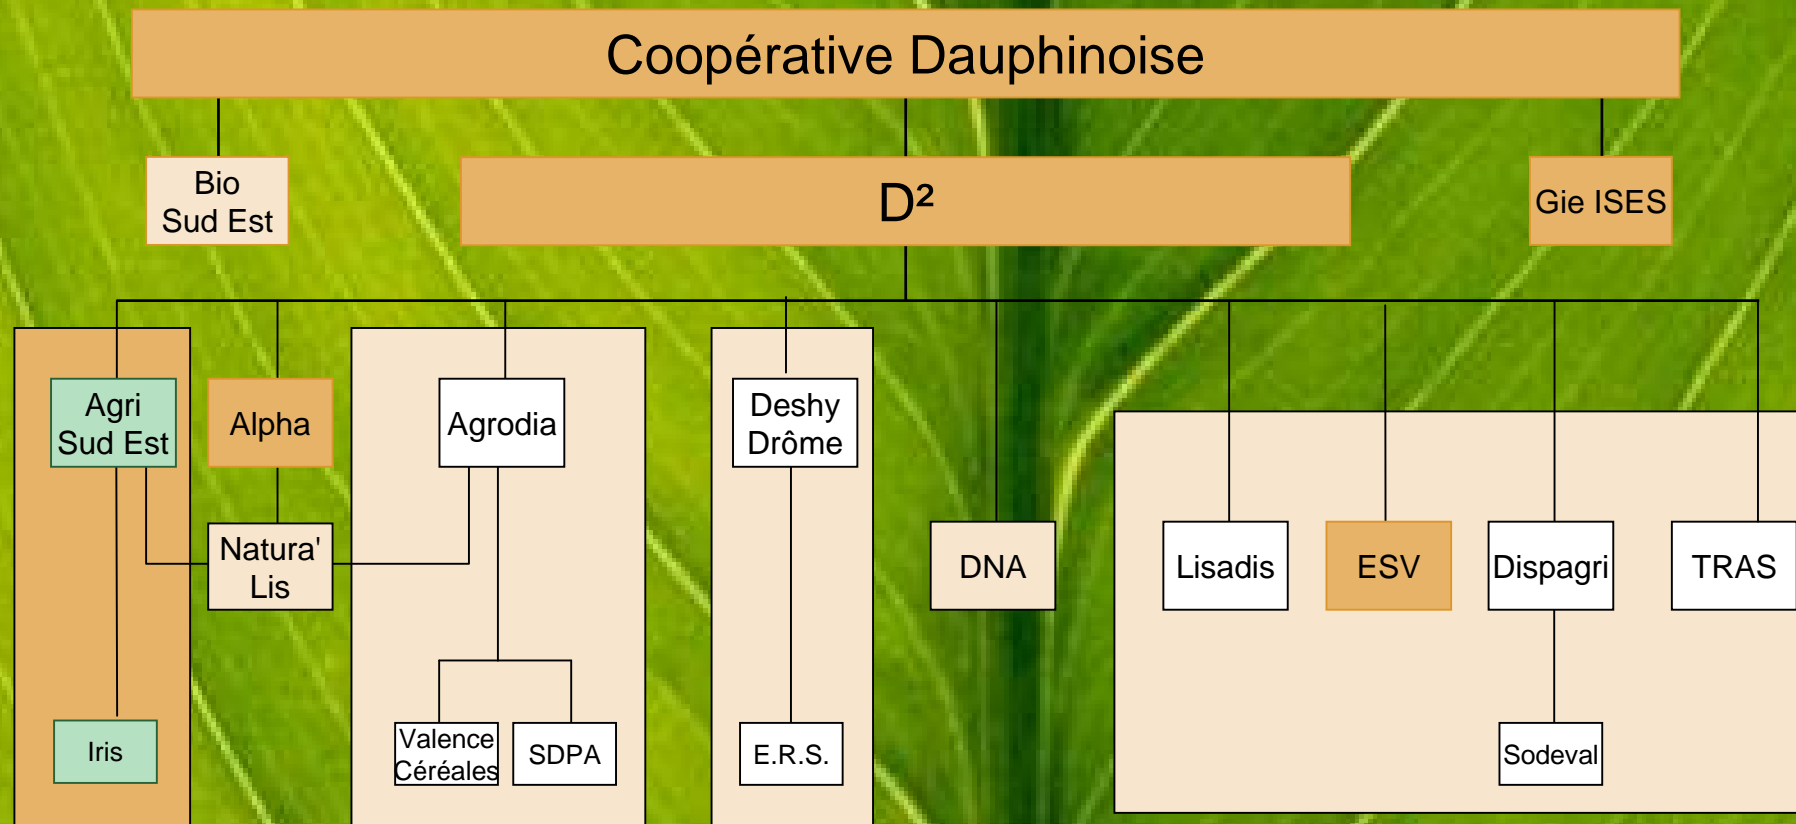 Coopérative Dauphinoise
Bio
Sud Est
D²
Gie ISES
Agri
Sud Est
Alpha
Agrodia
Deshy
Drôme
Natura'
Lis
DNA
Lisadis
ESV
Dispagri
TRAS
Iris
Valence
Céréales
SDPA
E.R.S.
Sodeval